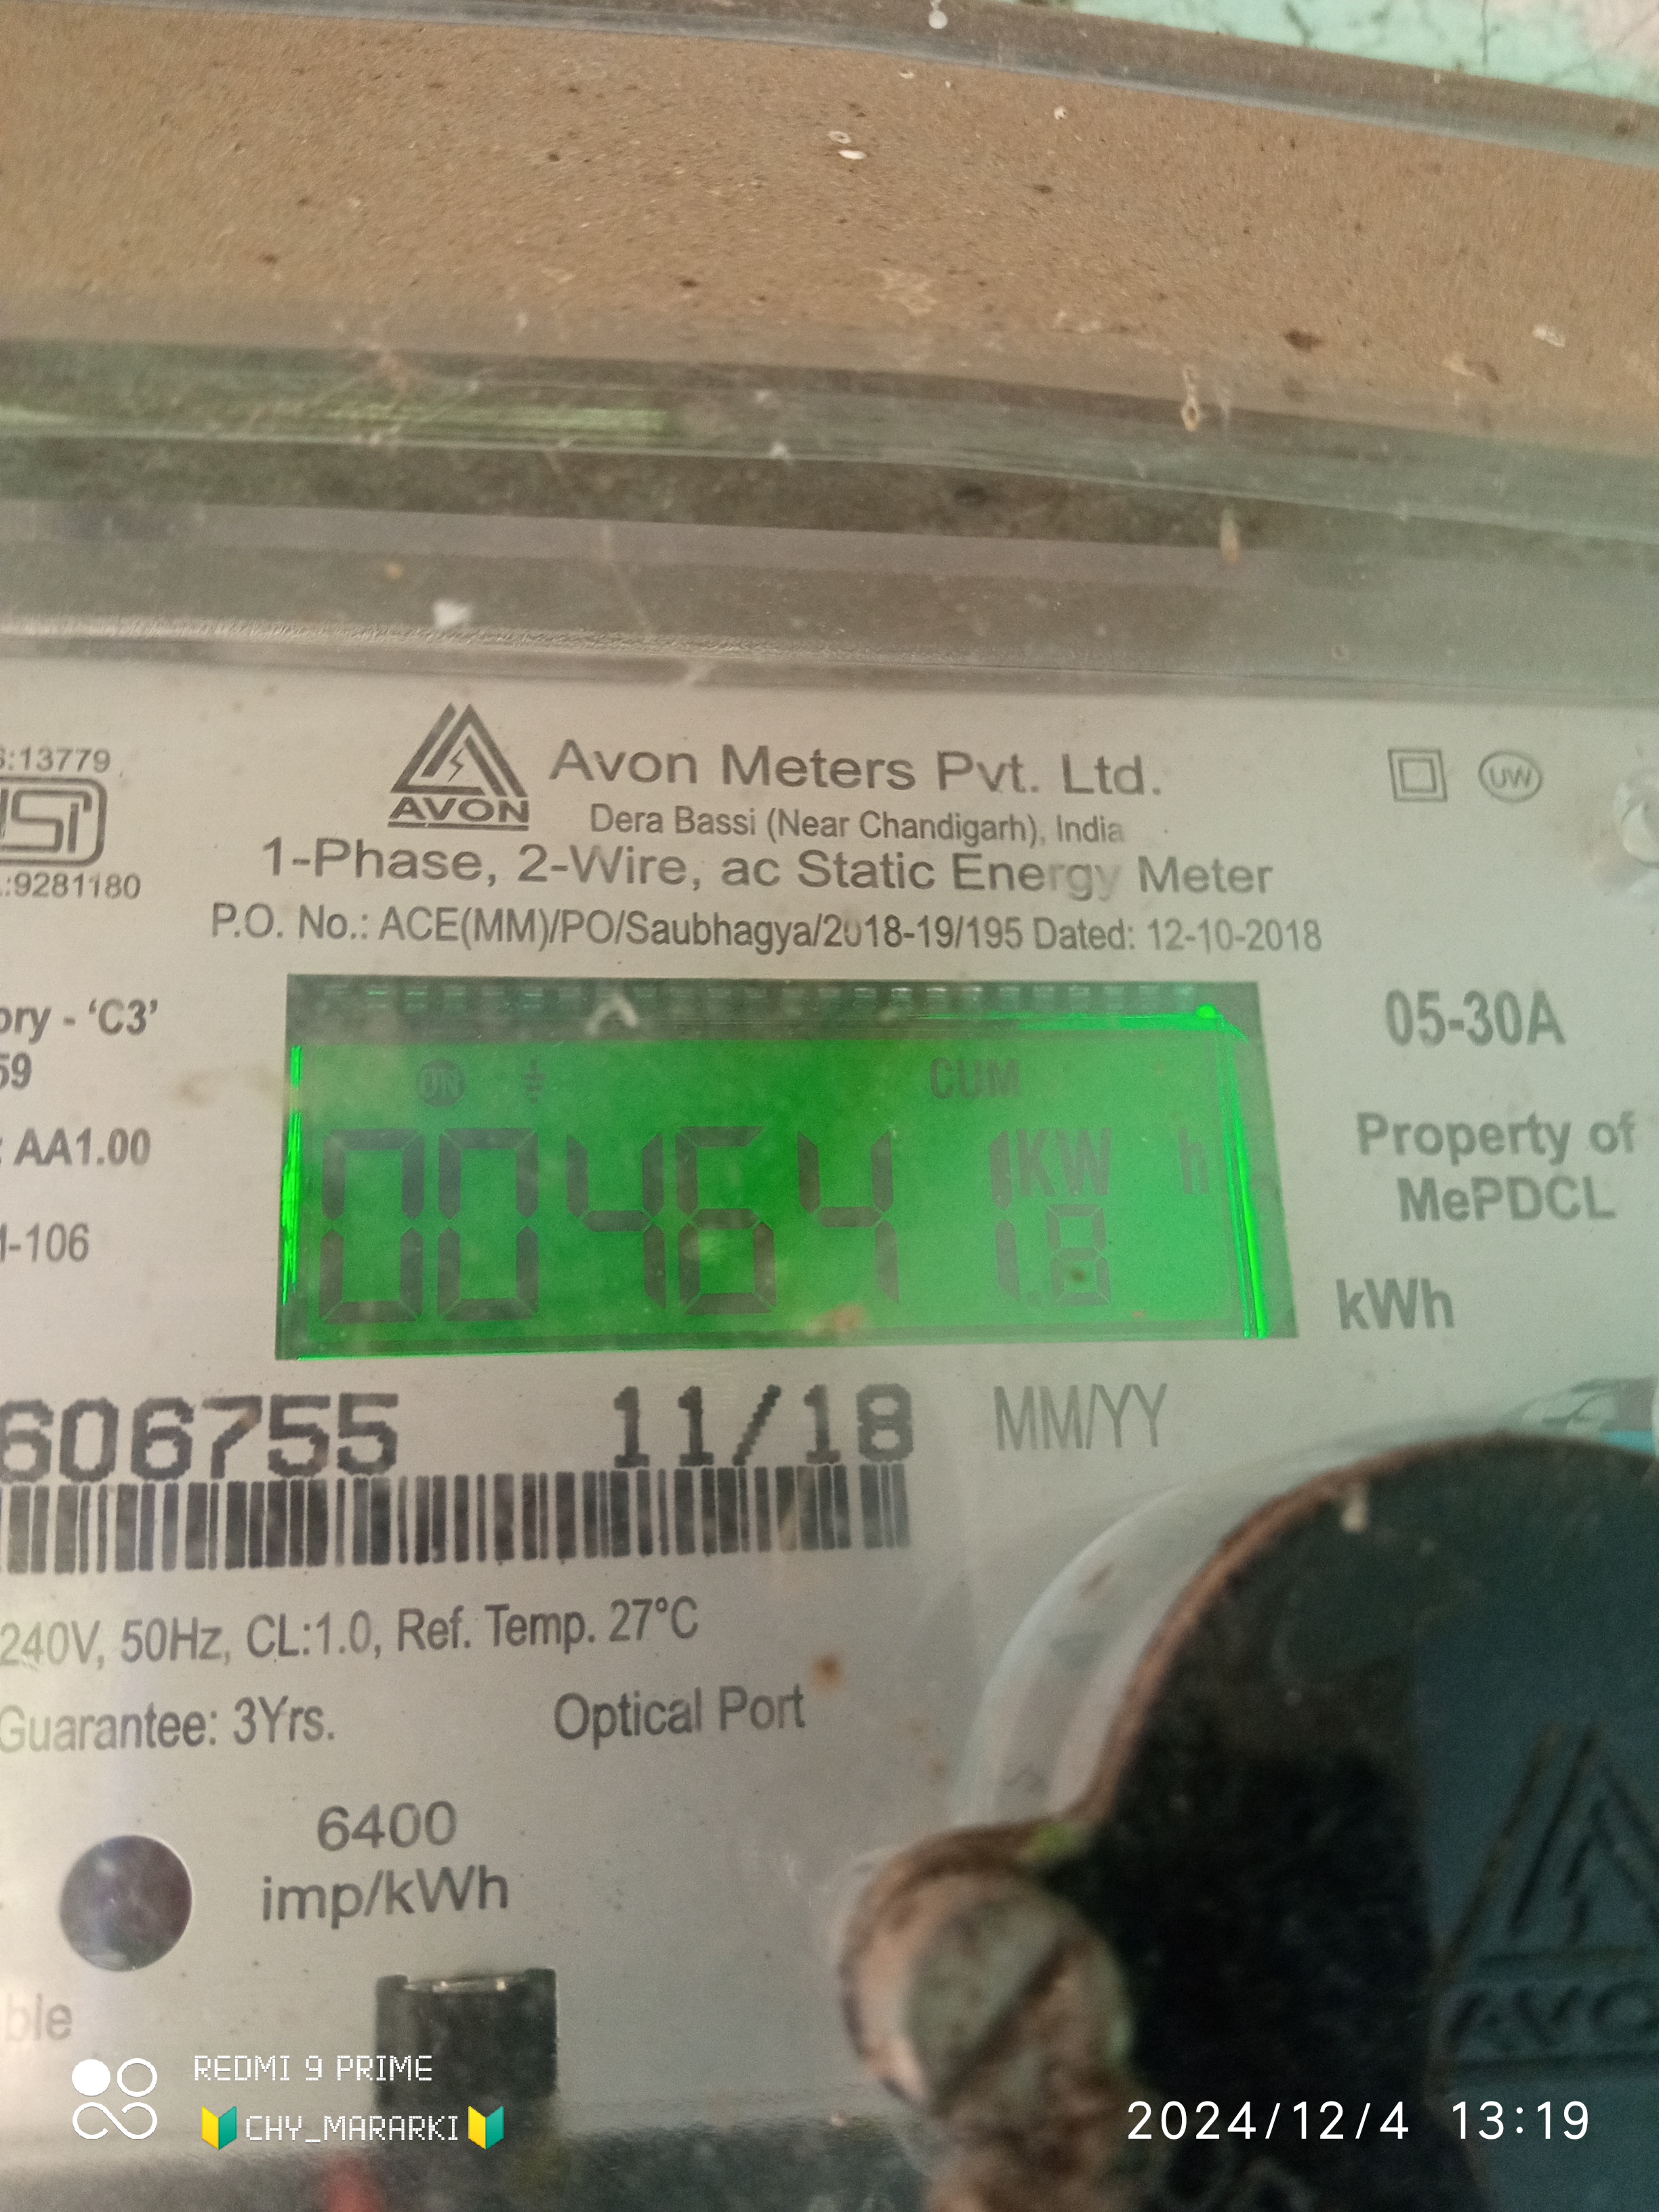 :13779
ISI
.:9281180
AVON
Avon Meters Pvt. Ltd.
Dera Bassi (Near Chandigarh), India
UW
1-Phase, 2-Wire, ac Static Energy Meter
P.O. No.: ACE(MM)/PO/Saubhagya/2018-19/195 Dated: 12-10-2018
ory - ‘C3’
59
: AA1.00
-106
CUM
004641.8 KW h
05-30A
Property of
MePDCL
kWh
606755 11/18 MM/YY
240V, 50Hz, CL:1.0, Ref. Temp. 27°C
Guarantee: 3Yrs. Optical Port
6400
imp/kWh
ble
AVO
REDMI 9 PRIME
🔰CHY_MARARKI🔰
2024/12/4 13:19